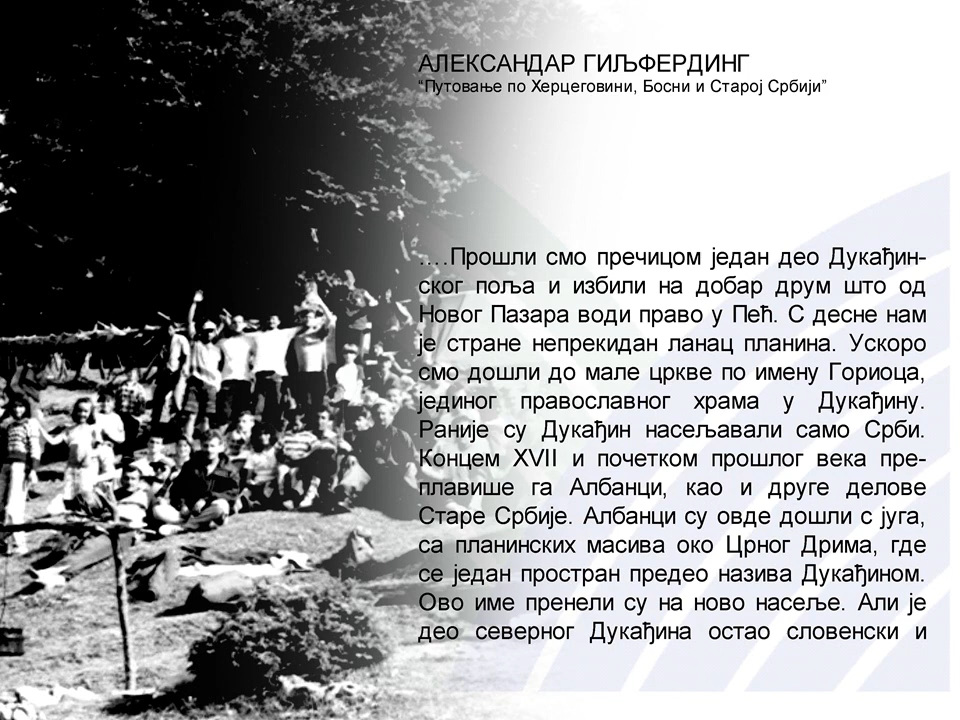 АЛЕКСАНДАР ГИЉФЕРДИНГ
“Путовање по Херцеговини, Босни и Старој Србији”
….Прошли смо пречицом један део Дукађин-
ског поља и избили на добар друм што од
Новог Пазара води право у Пећ. С десне нам
је стране непрекидан ланац планина. Ускоро
смо дошли до мале цркве по имену Гориоца,
јединог православног храма у Дукађину.
Раније су Дукађин насељавали само Срби.
Концем XVII и почетком прошлог века пре-
плавише га Албанци, као и друге делове
Старе Србије. Албанци су овде дошли с југа,
са планинских масива око Црног Дрима, где
се један простран предео назива Дукађином.
Ово име пренели су на ново насеље. Али је
део северног Дукађина остао словенски и